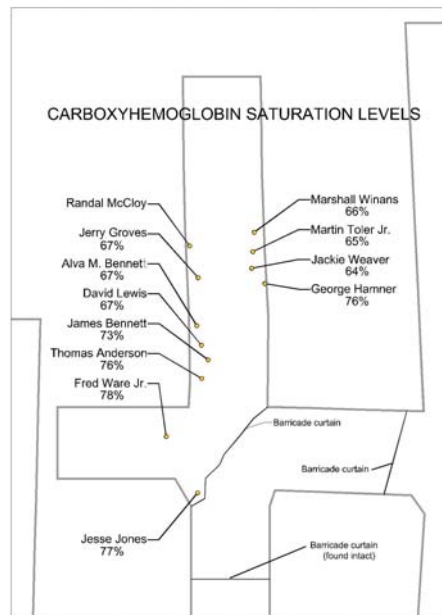 CARBOXYHEMOGLOBIN SATURATION LEVELS
Randal McCloy
Jerry Groves
67%
Alva M. Bennett
67%
David Lewis
67%
James Bennett
73%
Thomas Anderson
76%
Fred Ware Jr.
78%
Marshall Winans
66%
Martin Toler Jr.
65%
Jackie Weaver
64%
George Hamner
76%
Barricade curtain
Barricade curtain
Jesse Jones
77%
Barricade curtain
(found intact)